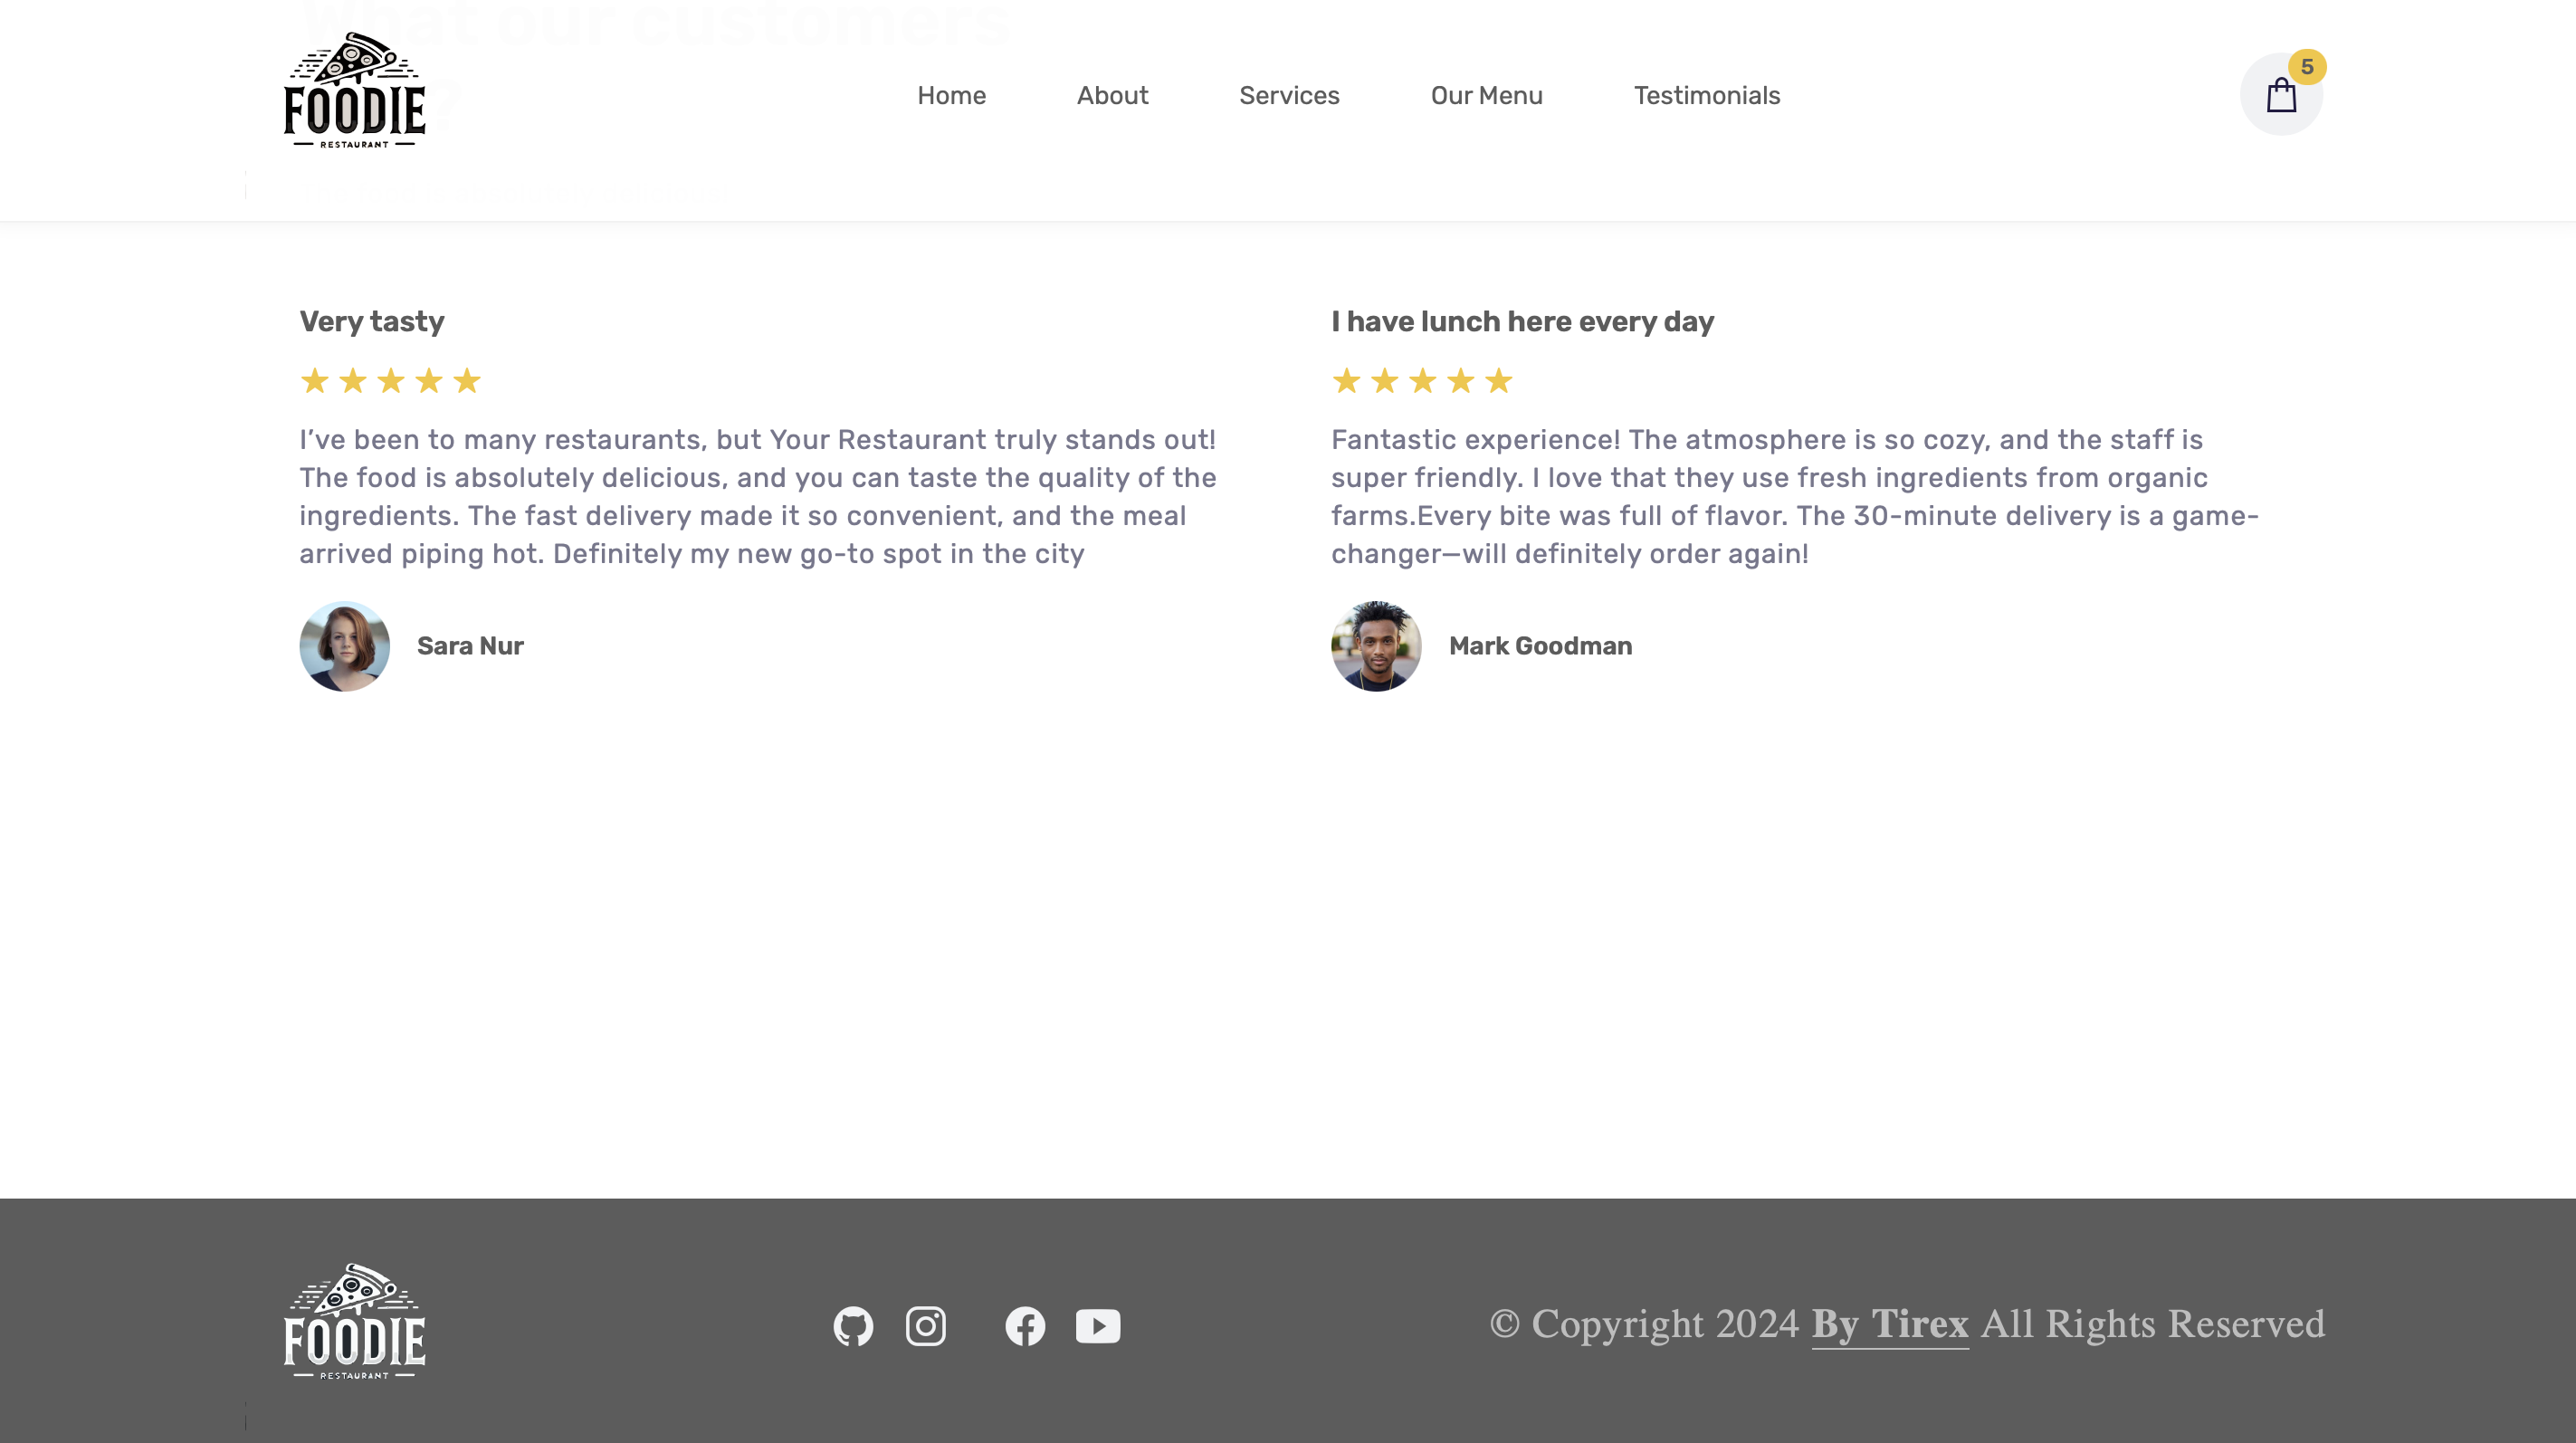 What our customers
?
FOODIE
RESTAURANT
Home About Services Our Menu Testimonials
5
Very tasty
I’ve been to many restaurants, but Your Restaurant truly stands out!
The food is absolutely delicious, and you can taste the quality of the
ingredients. The fast delivery made it so convenient, and the meal
arrived piping hot. Definitely my new go-to spot in the city
Sara Nur
I have lunch here every day
Fantastic experience! The atmosphere is so cozy, and the staff is
super friendly. I love that they use fresh ingredients from organic
farms.Every bite was full of flavor. The 30-minute delivery is a game-
changer—will definitely order again!
Mark Goodman
FOODIE
RESTAURANT
© Copyright 2024 By Tirex All Rights Reserved